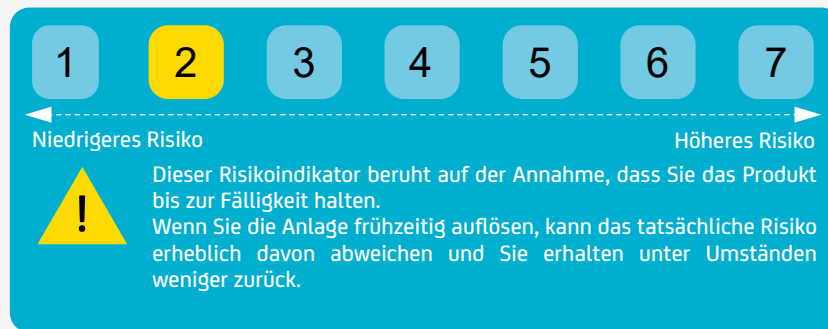 1 2 3 4 5 6 7
Niedrigeres Risiko Höheres Risiko
!
Dieser Risikoindikator beruht auf der Annahme, dass Sie das Produkt
bis zur Fälligkeit halten.
Wenn Sie die Anlage frühzeitig auflösen, kann das tatsächliche Risiko
erheblich davon abweichen und Sie erhalten unter Umständen
weniger zurück.